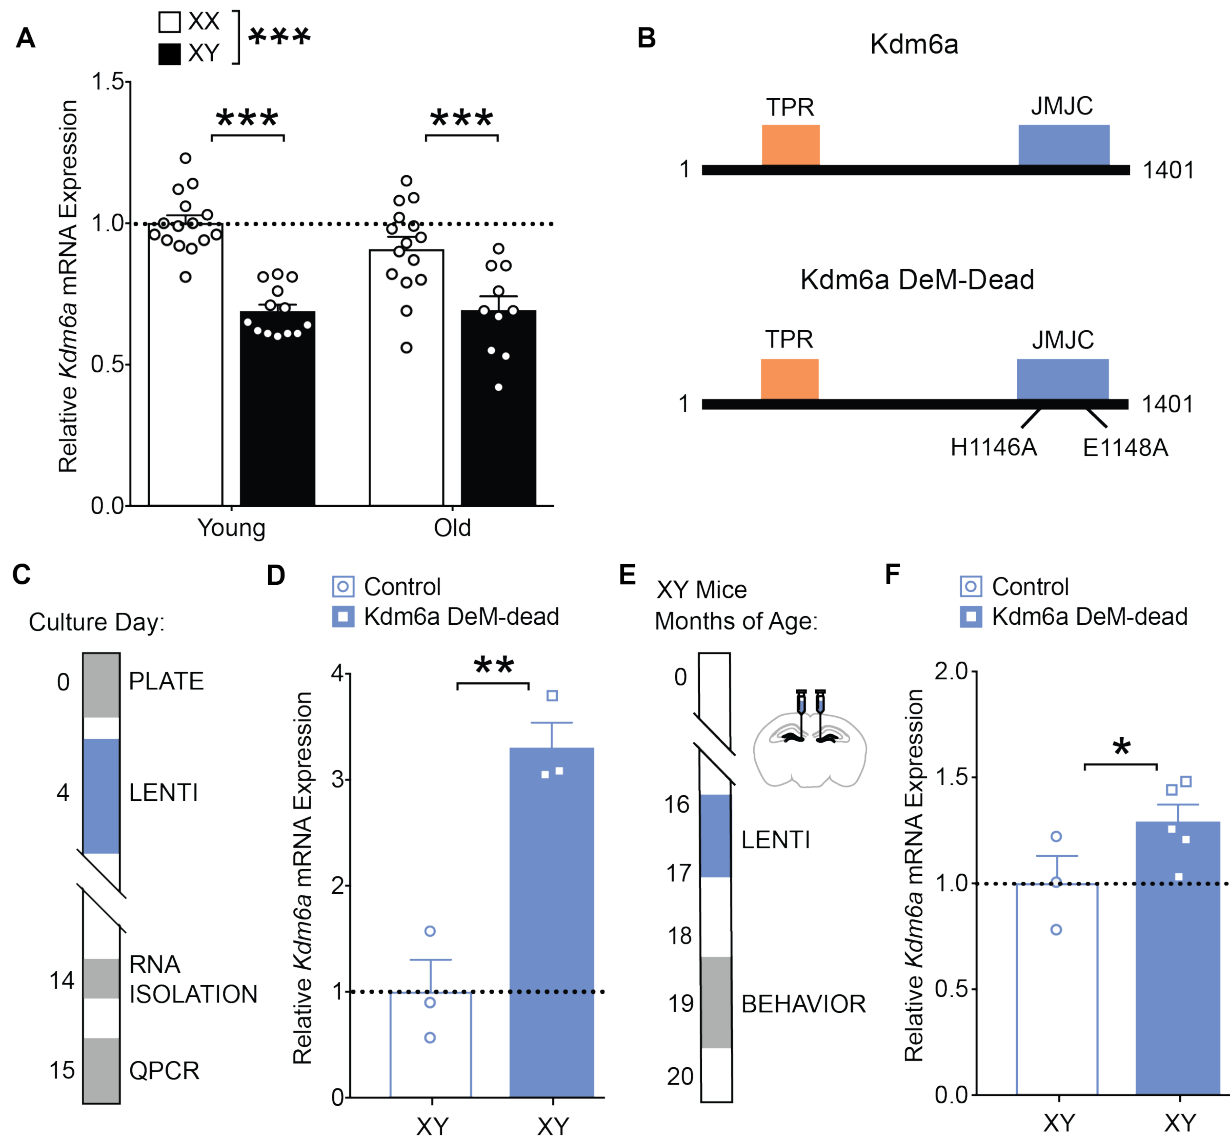 A
XX
XY
***
Relative Kdm6a mRNA Expression
1.5
1.0
0.5
0.0
***
***
Young
Old
B
Kdm6a
TPR
JMJC
1
1401
Kdm6a DeM-Dead
TPR
JMJC
1
1401
H1146A
E1148A
C
Culture Day:
0
PLATE
4
LENTI
14
RNA
ISOLATION
15
QPCR
D
Control
Kdm6a DeM-dead
Relative Kdm6a mRNA Expression
4
3
2
1
0
**
XY
XY
E
XY Mice
Months of Age:
0
16
LENTI
17
18
19
BEHAVIOR
20
F
Control
Kdm6a DeM-dead
Relative Kdm6a mRNA Expression
2.0
1.5
1.0
0.5
0.0
*
XY
XY